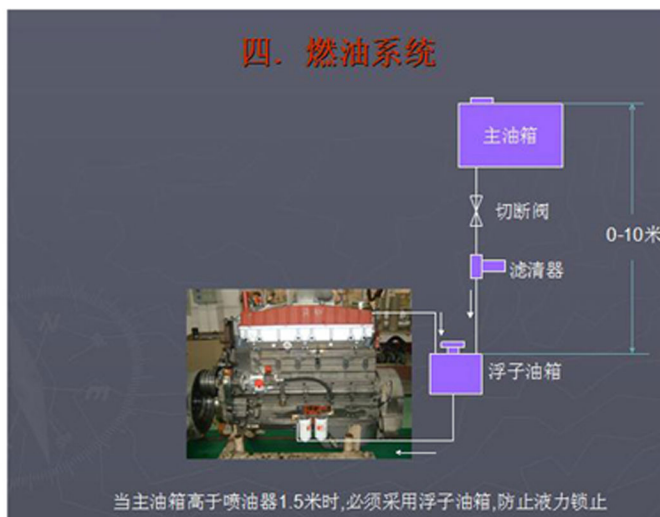 四. 燃油系统
主油箱
切断阀
0-10米
滤清器
浮子油箱
当主油箱高于喷油器1.5米时,必须采用浮子油箱,防止液力锁止